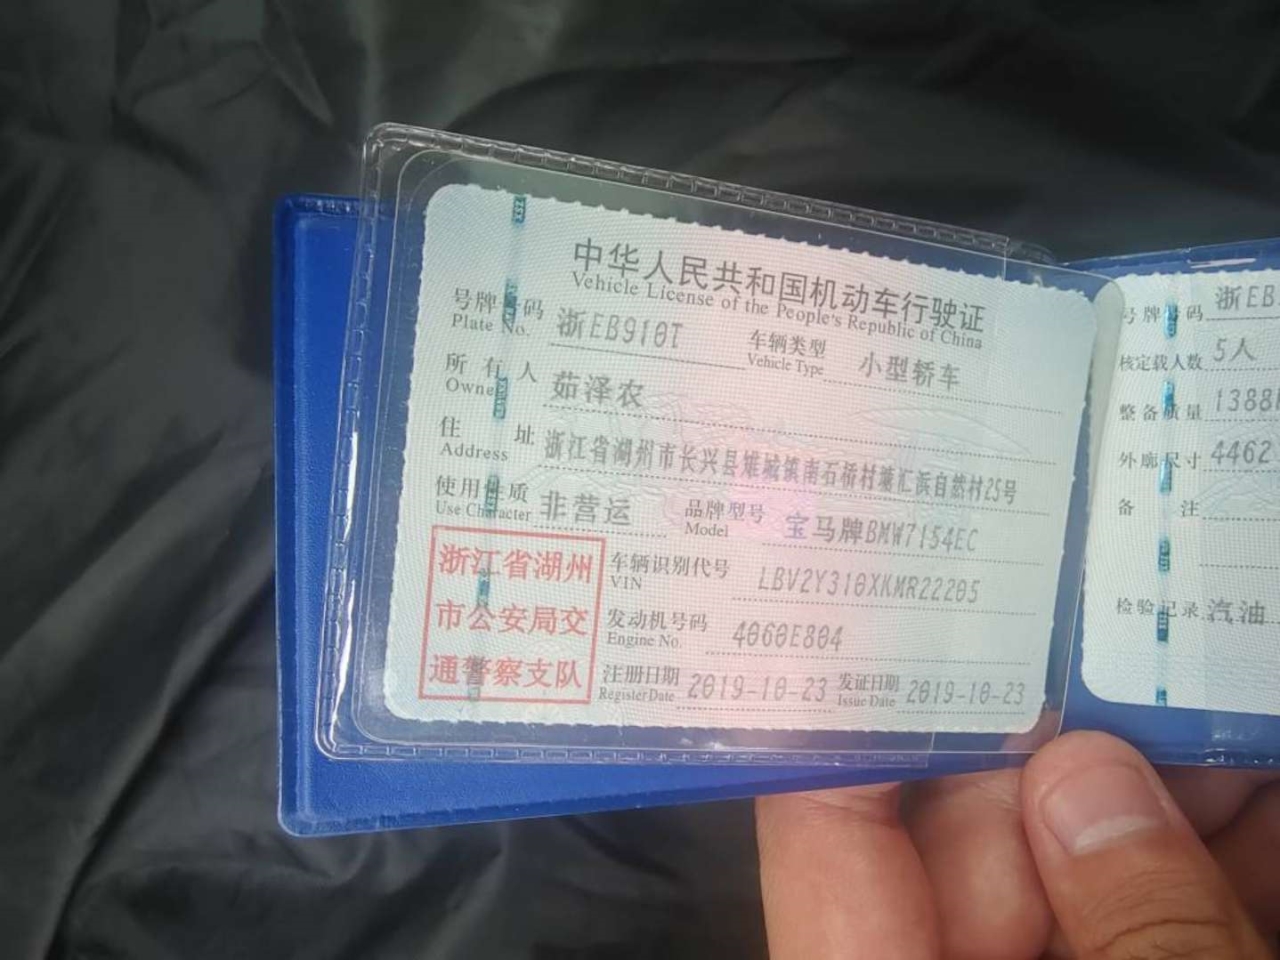 中华人民共和国机动车行驶证
Vehicle License of the People's Republic of China
号牌号码 浙EB910T 车辆类型 小型轿车
Plate No. Vehicle Type
所有人 茹泽农
Owner
住址 浙江省湖州市长兴县雉城镇南石桥村塘汇浜自然村25号
Address
使用性质 非营运 品牌型号 宝马牌BMW7154EC
Use Character Model
浙江省湖州
市公安局交
通警察支队
车辆识别代号 LBV2Y310XKMR22205
VIN
发动机号码 4060E804
Engine No.
注册日期 2019-10-23 发证日期 2019-10-23
Register Date Issue Date
号牌号码 浙EB
核定载人数 5人
整备质量 1388
外廓尺寸 4462
备注
检验记录 汽油